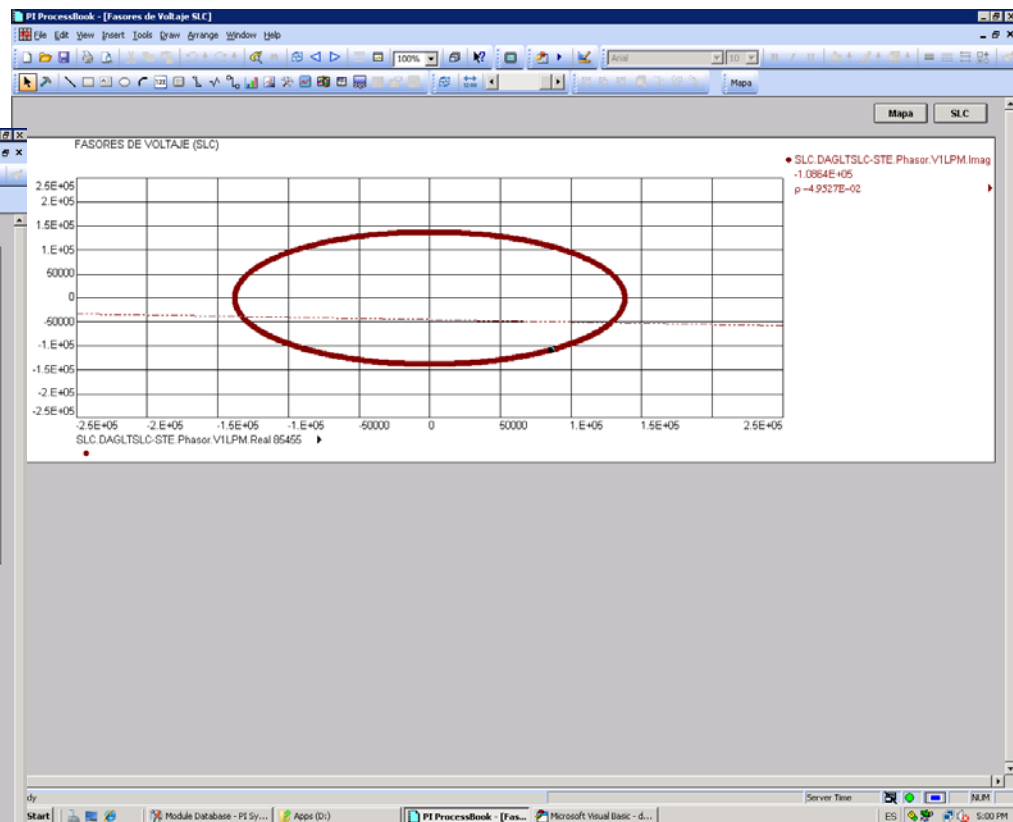 PI ProcessBook - [Fasores de Voltaje SLC]
File Edit View Insert Tools Draw Arrange Window Help
100% Arial 10
Mapa
Mapa SLC
FASORES DE VOLTAJE (SLC)
2.5E+05
2.E+05
1.5E+05
1.E+05
50000
0
-50000
-1.E+05
-1.5E+05
-2.E+05
-2.5E+05
-2.5E+05 -2.E+05 -1.5E+05 -1.E+05 -50000 0 50000 1.E+05 1.5E+05 2.5E+05
SLC.DAGLTSLC-STE.Phasor.V1LPM.Real 85455
SLC.DAGLTSLC-STE.Phasor.V1LPM.Imag
-1.0864E+05
ρ -4.9527E-02
dy Server Time NUM
Start Module Database - PI Sy... Apps (D:) PI ProcessBook - [Fas... Microsoft Visual Basic - d... ES 5:00 PM